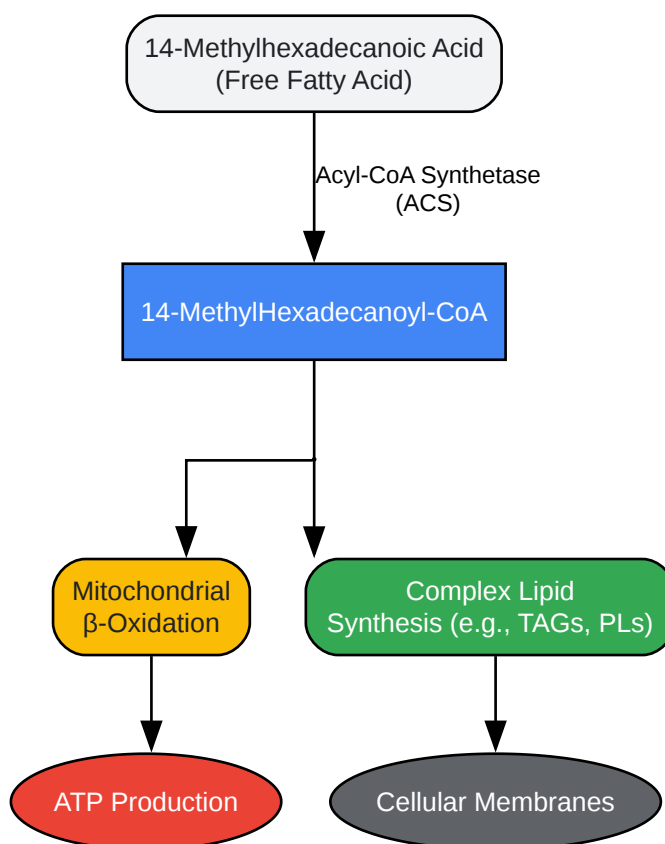 14-Methylhexadecanoic Acid
(Free Fatty Acid)
Acyl-CoA Synthetase
(ACS)
14-MethylHexadecanoyl-CoA
Mitochondrial
β-Oxidation
Complex Lipid
Synthesis (e.g., TAGs, PLs)
ATP Production
Cellular Membranes